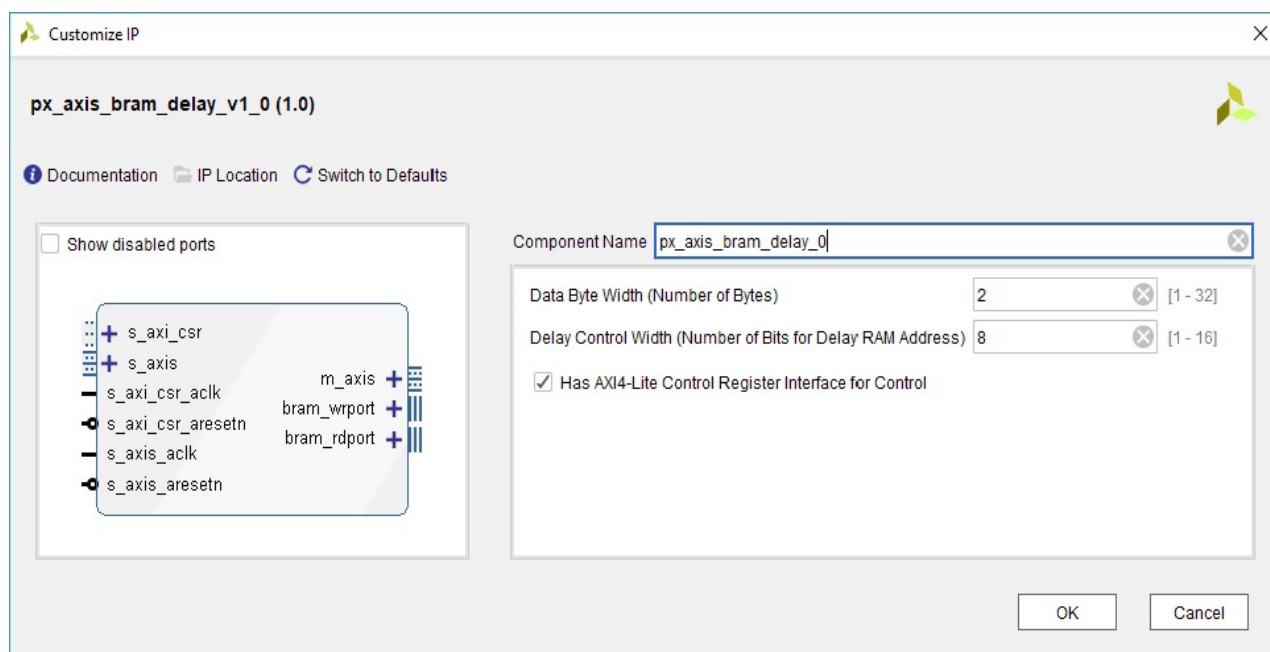 Customize IP
px_axis_bram_delay_v1_0 (1.0)
Documentation IP Location Switch to Defaults
Show disabled ports
s_axi_csr
s_axis
s_axi_csr_aclk
s_axi_csr_aresetn
s_axis_aclk
s_axis_aresetn
m_axis
bram_wrport
bram_rdport
Component Name px_axis_bram_delay_0
Data Byte Width (Number of Bytes) 2 [1 - 32]
Delay Control Width (Number of Bits for Delay RAM Address) 8 [1 - 16]
Has AXI4-Lite Control Register Interface for Control
OK Cancel